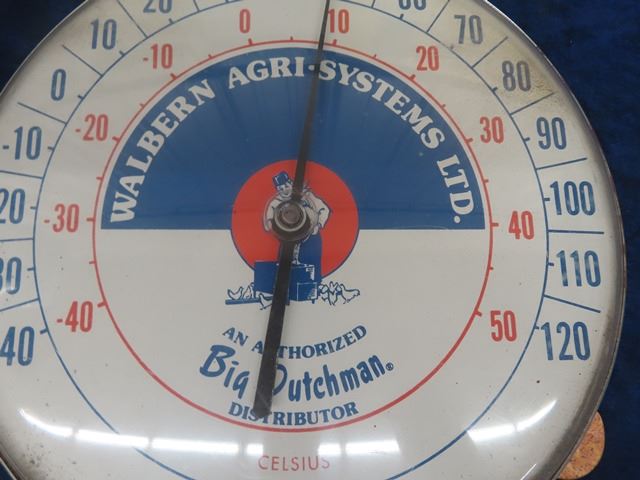 10 60
0 10 70
-10 20 80
0
-20 30 90
-10
-30 40 100
20
110
30
-40 50 120
40
WALBERN AGRI-SYSTEMS LTD.
AN AUTHORIZED
Big Dutchman®
DISTRIBUTOR
CELSIUS